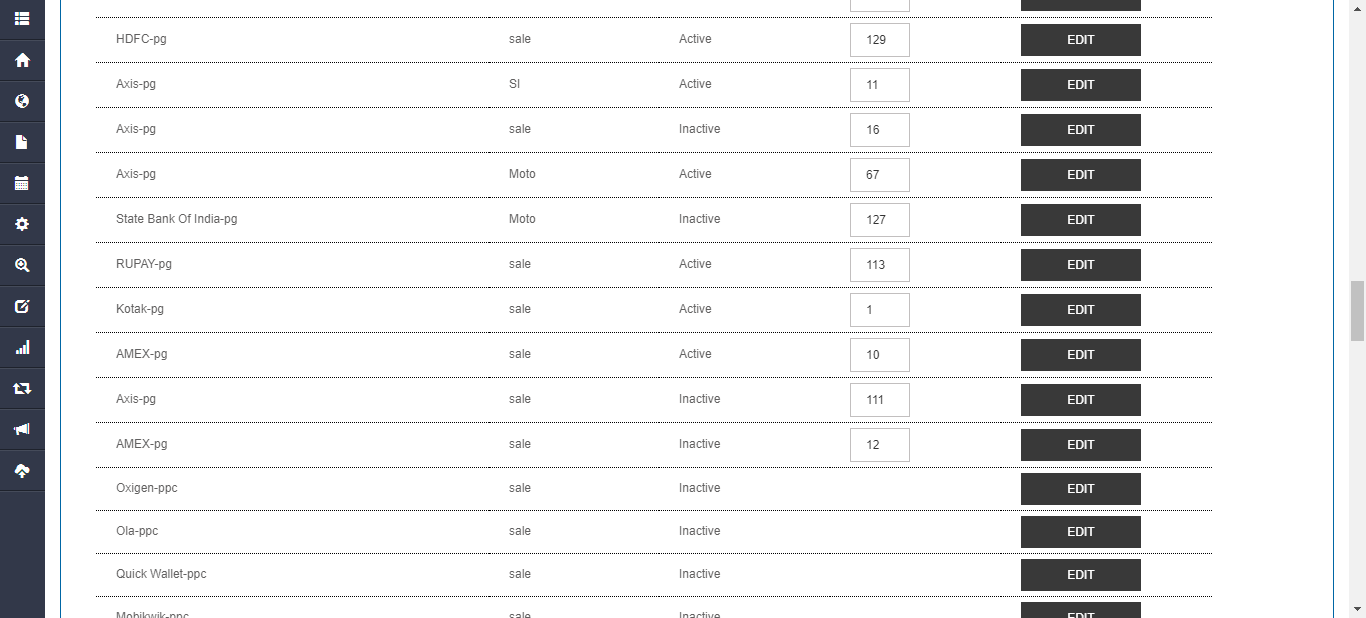 HDFC-pg sale Active 129 EDIT
Axis-pg SI Active 11 EDIT
Axis-pg sale Inactive 16 EDIT
Axis-pg Moto Active 67 EDIT
State Bank Of India-pg Moto Inactive 127 EDIT
RUPAY-pg sale Active 113 EDIT
Kotak-pg sale Active 1 EDIT
AMEX-pg sale Active 10 EDIT
Axis-pg sale Inactive 111 EDIT
AMEX-pg sale Inactive 12 EDIT
Oxigen-ppc sale Inactive EDIT
Ola-ppc sale Inactive EDIT
Quick Wallet-ppc sale Inactive EDIT
Mobikwik-ppc sale Inactive EDIT